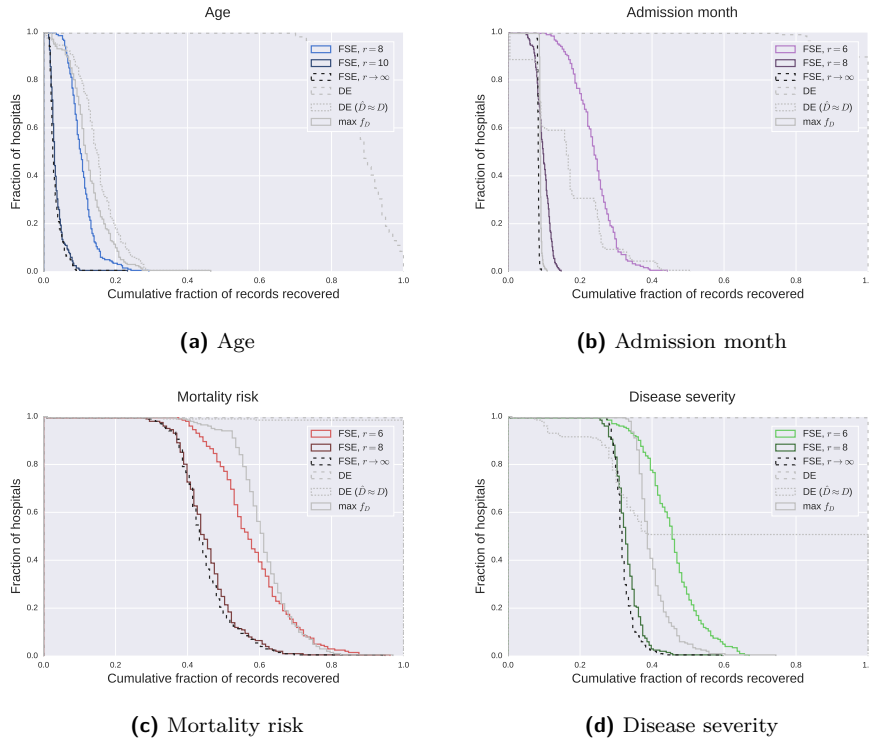 Age
Fraction of hospitals
1.0
0.8
0.6
0.4
0.2
0.0
0.0 0.2 0.4 0.6 0.8 1.0
Cumulative fraction of records recovered
FSE, r = 8
FSE, r = 10
FSE, r → ∞
DE
DE (D̂ ≈ D)
max f_D
(a) Age
Admission month
Fraction of hospitals
1.0
0.8
0.6
0.4
0.2
0.0
0.0 0.2 0.4 0.6 0.8 1.0
Cumulative fraction of records recovered
FSE, r = 6
FSE, r = 8
FSE, r → ∞
DE
DE (D̂ ≈ D)
max f_D
(b) Admission month
Mortality risk
Fraction of hospitals
1.0
0.8
0.6
0.4
0.2
0.0
0.0 0.2 0.4 0.6 0.8 1.0
Cumulative fraction of records recovered
FSE, r = 6
FSE, r = 8
FSE, r → ∞
DE
DE (D̂ ≈ D)
max f_D
(c) Mortality risk
Disease severity
Fraction of hospitals
1.0
0.8
0.6
0.4
0.2
0.0
0.0 0.2 0.4 0.6 0.8 1.0
Cumulative fraction of records recovered
FSE, r = 6
FSE, r = 8
FSE, r → ∞
DE
DE (D̂ ≈ D)
max f_D
(d) Disease severity